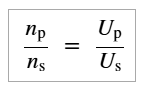 n_p / n_s = U_p / U_s